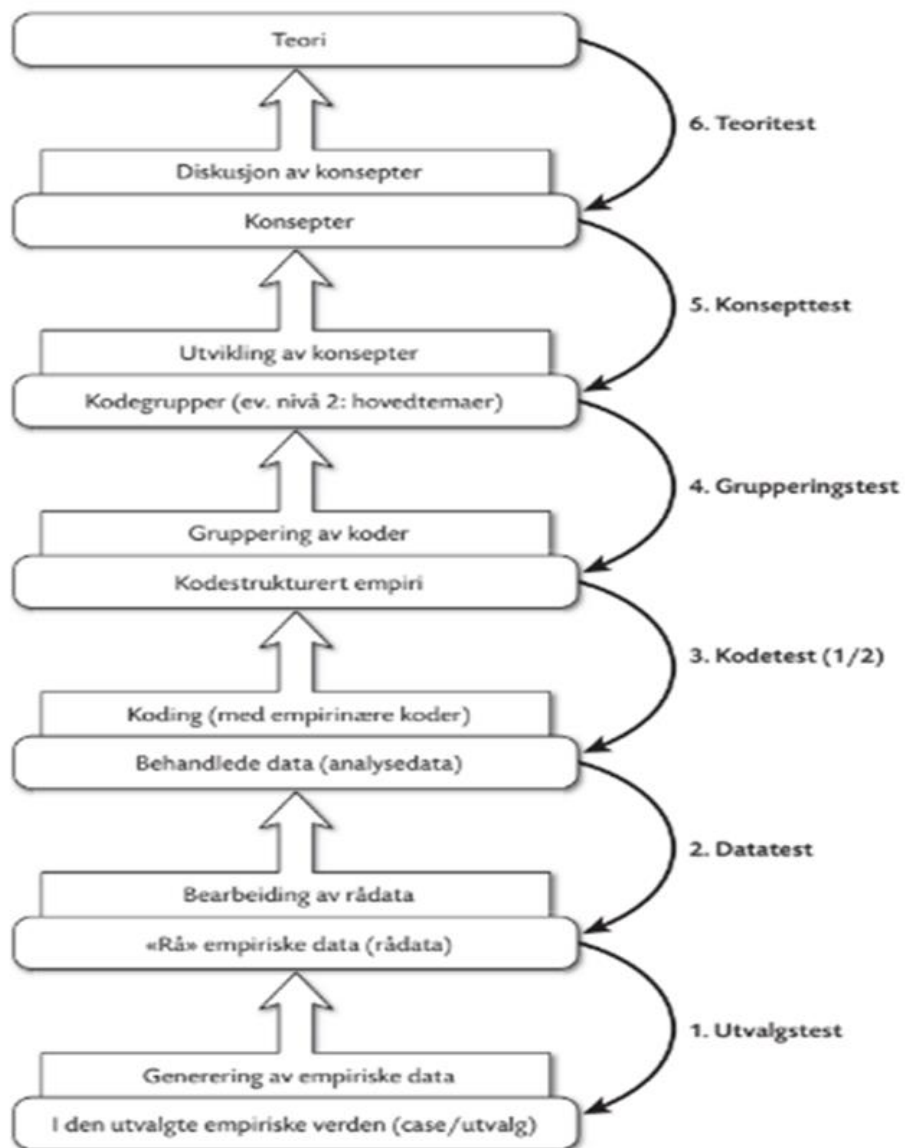 Teori
6. Teoritest
Diskusjon av konsepter
Konsepter
5. Konsepttest
Utvikling av konsepter
Kodegrupper (ev. nivå 2: hovedtemaer)
4. Grupperingstest
Gruppering av koder
Kodestrukturert empiri
3. Kodetest (1/2)
Koding (med empirinære koder)
Behandlede data (analysedata)
2. Datatest
Bearbeiding av rådata
«Rå» empiriske data (rådata)
1. Utvalgstest
Generering av empiriske data
I den utvalgte empiriske verden (case/utvalg)